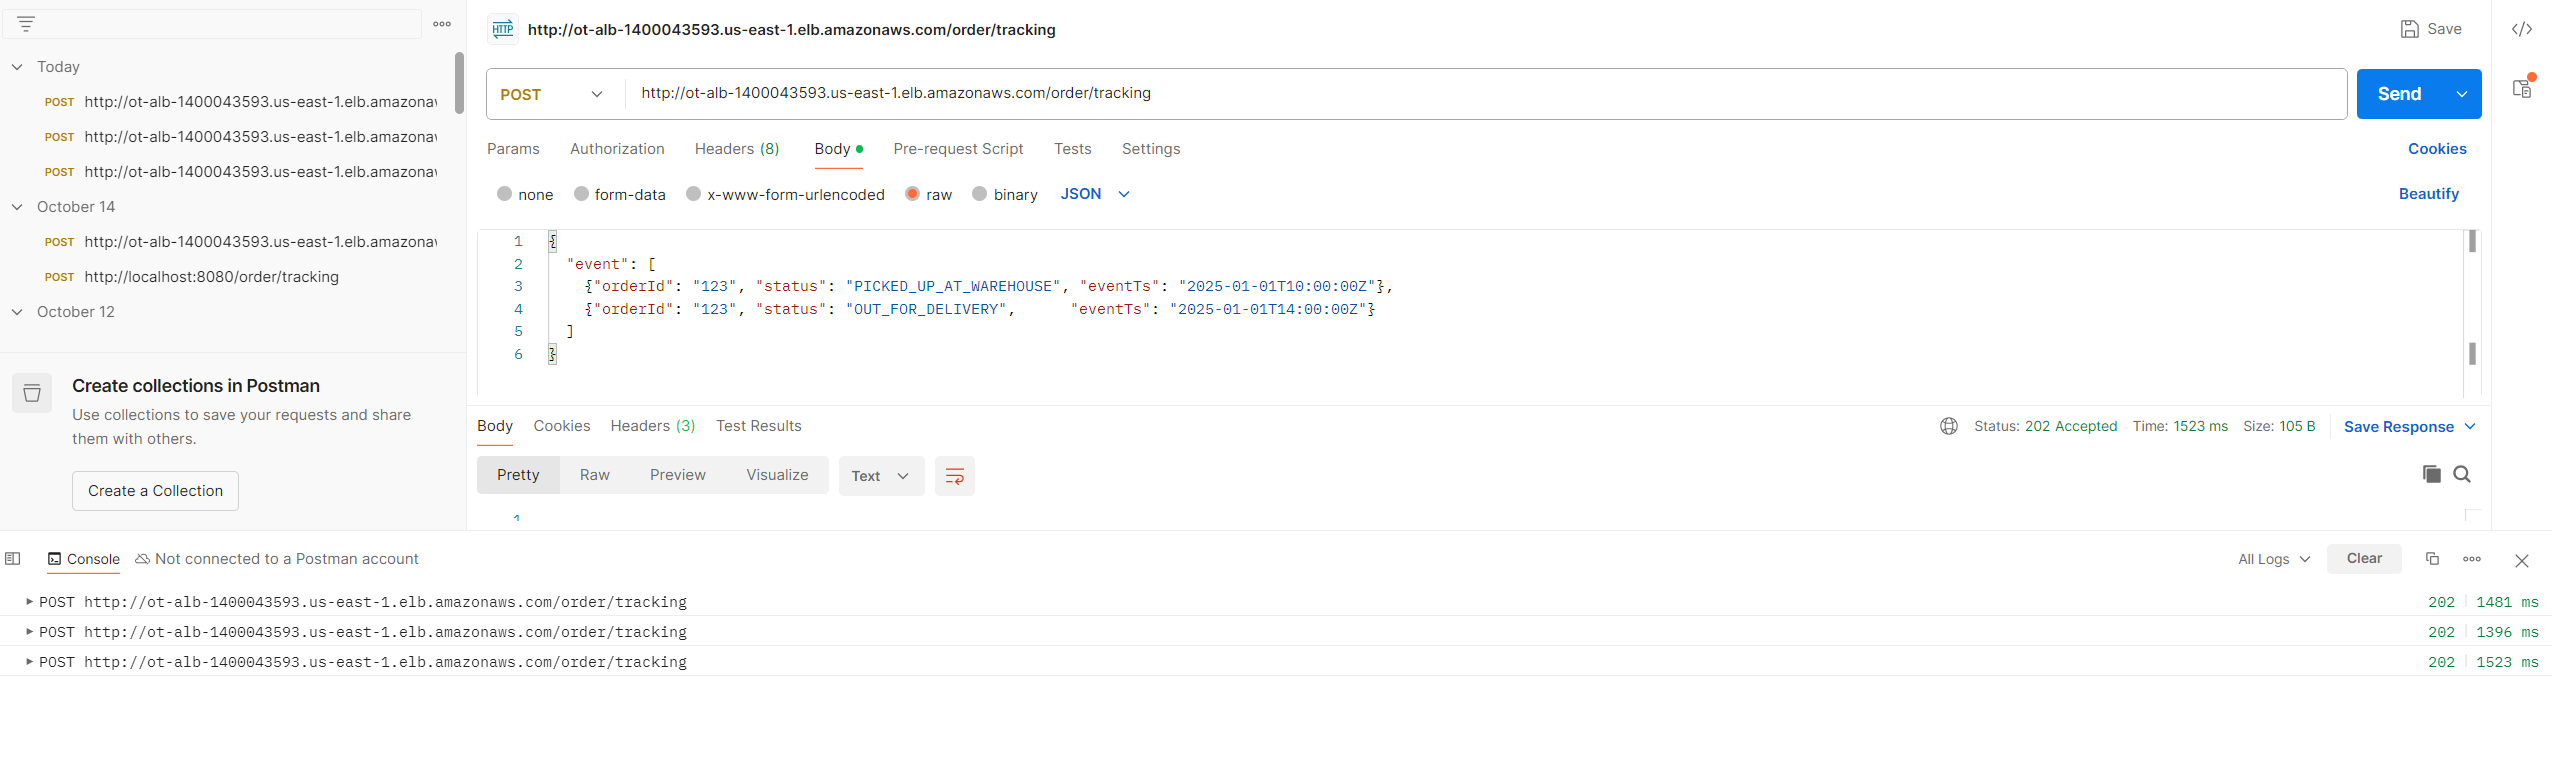 Today
POST http://ot-alb-1400043593.us-east-1.elb.amazonav
POST http://ot-alb-1400043593.us-east-1.elb.amazonav
POST http://ot-alb-1400043593.us-east-1.elb.amazonav
October 14
POST http://ot-alb-1400043593.us-east-1.elb.amazonav
POST http://localhost:8080/order/tracking
October 12
Create collections in Postman
Use collections to save your requests and share
them with others.
Create a Collection
HTTP http://ot-alb-1400043593.us-east-1.elb.amazonaws.com/order/tracking
Save
POST http://ot-alb-1400043593.us-east-1.elb.amazonaws.com/order/tracking
Send
Params Authorization Headers (8) Body Pre-request Script Tests Settings Cookies
none form-data x-www-form-urlencoded raw binary JSON Beautify
1 {
2 "event": [
3 {"orderId": "123", "status": "PICKED_UP_AT_WAREHOUSE", "eventTs": "2025-01-01T10:00:00Z"},
4 {"orderId": "123", "status": "OUT_FOR_DELIVERY", "eventTs": "2025-01-01T14:00:00Z"}
5 ]
6 }
Body Cookies Headers (3) Test Results Status: 202 Accepted Time: 1523 ms Size: 105 B Save Response
Pretty Raw Preview Visualize Text
1
Console Not connected to a Postman account All Logs Clear
POST http://ot-alb-1400043593.us-east-1.elb.amazonaws.com/order/tracking 202 1481 ms
POST http://ot-alb-1400043593.us-east-1.elb.amazonaws.com/order/tracking 202 1396 ms
POST http://ot-alb-1400043593.us-east-1.elb.amazonaws.com/order/tracking 202 1523 ms